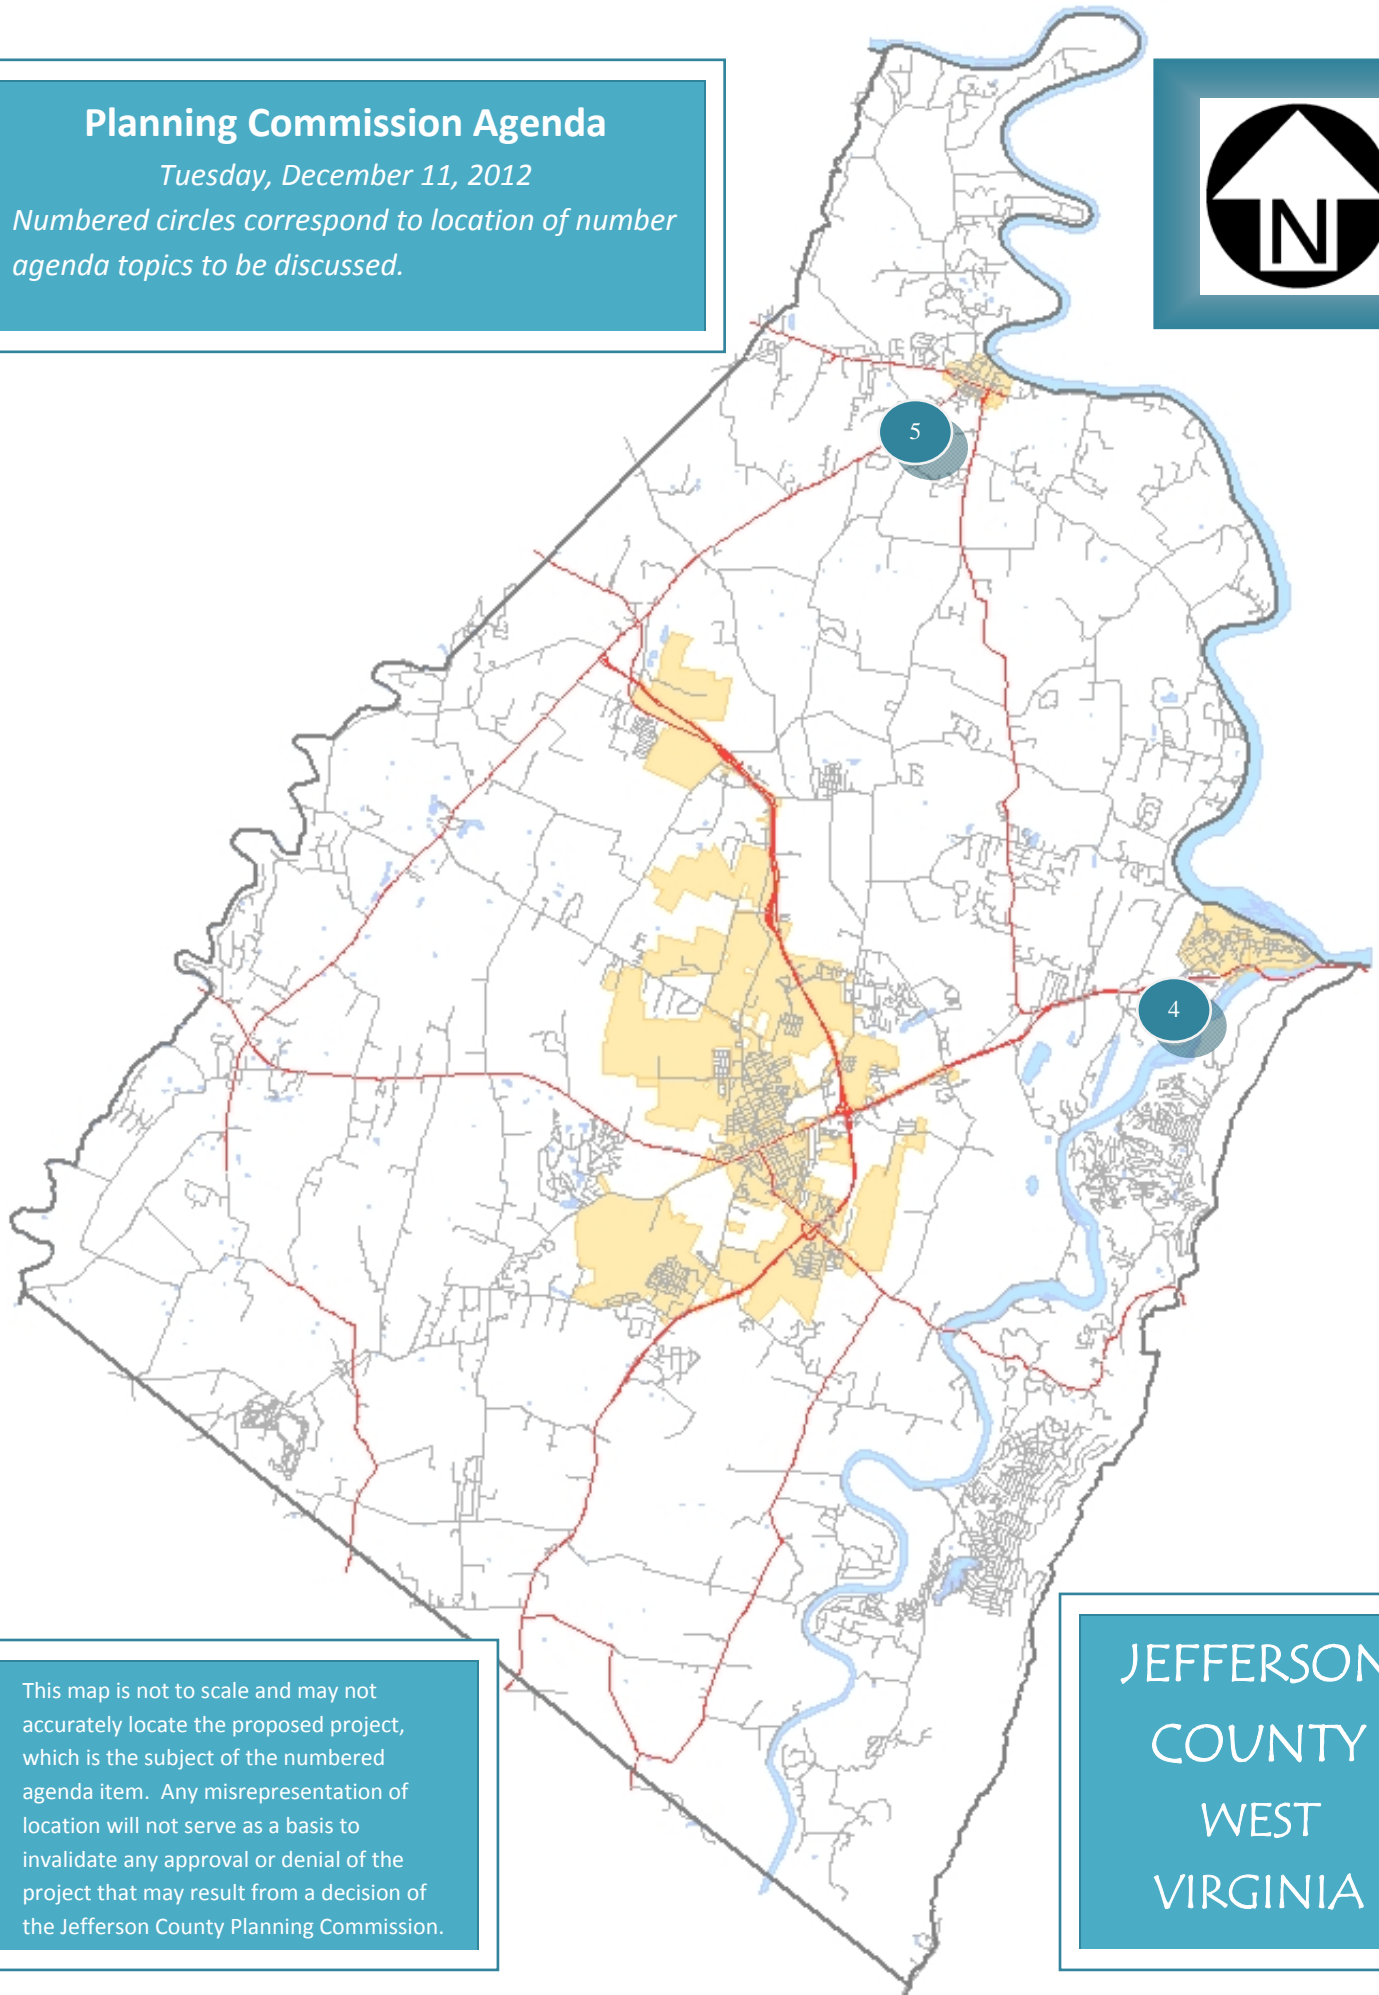 Planning Commission Agenda
Tuesday, December 11, 2012
Numbered circles correspond to location of number
agenda topics to be discussed.
N
5
4
This map is not to scale and may not
accurately locate the proposed project,
which is the subject of the numbered
agenda item.  Any misrepresentation of
location will not serve as a basis to
invalidate any approval or denial of the
project that may result from a decision of
the Jefferson County Planning Commission.
JEFFERSON
COUNTY
WEST
VIRGINIA